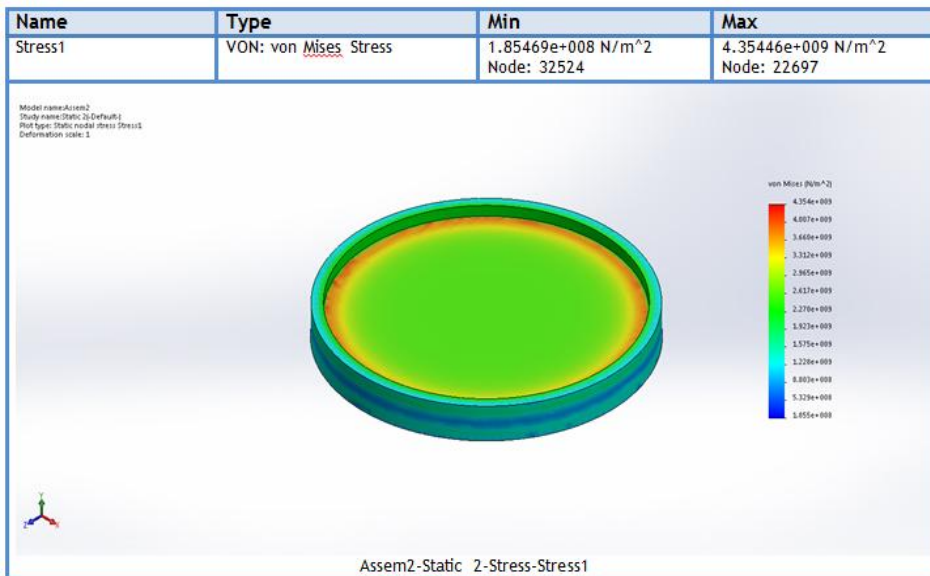 Name Type Min Max
Stress1 VON: von Mises Stress 1.85469e+008 N/m^2 4.35446e+009 N/m^2
Node: 32524 Node: 22697
Model name:Assem2
Study name:Static 2(-Default-)
Plot type: Static nodal stress Stress1
Deformation scale: 1
von Mises (N/m^2)
4.354e+009
4.007e+009
3.660e+009
3.312e+009
2.965e+009
2.617e+009
2.270e+009
1.923e+009
1.575e+009
1.228e+009
8.803e+008
5.329e+008
1.855e+008
Y
Z X
Assem2-Static 2-Stress-Stress1